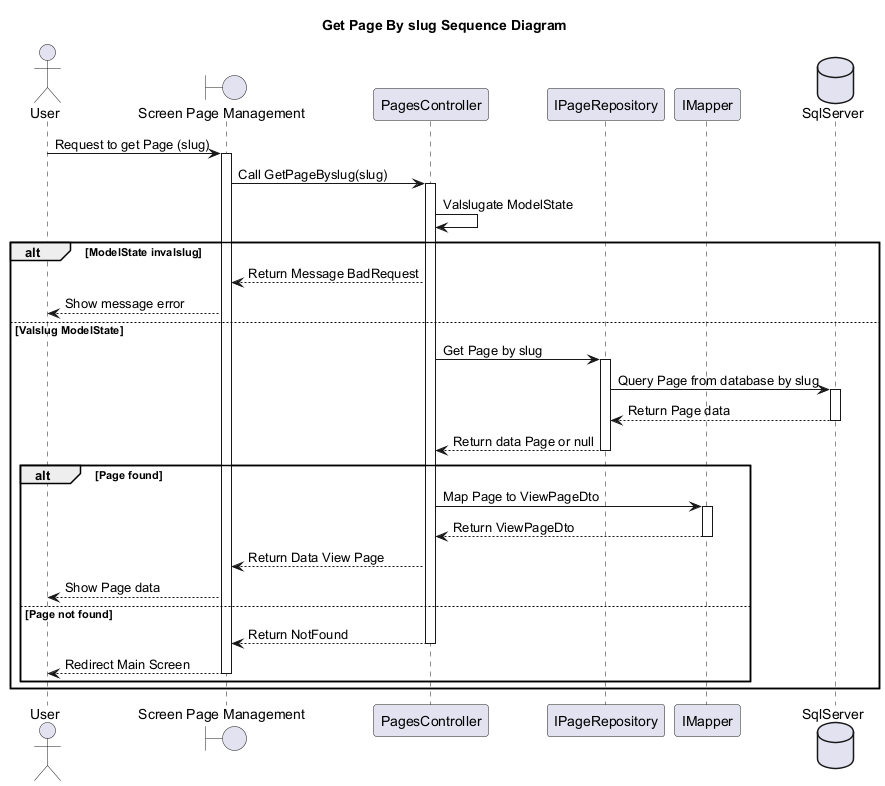 Get Page By slug Sequence Diagram
User
Screen Page Management
PagesController
IPageRepository
IMapper
SqlServer
Request to get Page (slug)
Call GetPageByslug(slug)
Valslugate ModelState
alt
[ModelState invalslug]
Return Message BadRequest
Show message error
[Valslug ModelState]
Get Page by slug
Query Page from database by slug
Return Page data
Return data Page or null
alt
[Page found]
Map Page to ViewPageDto
Return ViewPageDto
Return Data View Page
Show Page data
[Page not found]
Return NotFound
Redirect Main Screen
User
Screen Page Management
PagesController
IPageRepository
IMapper
SqlServer